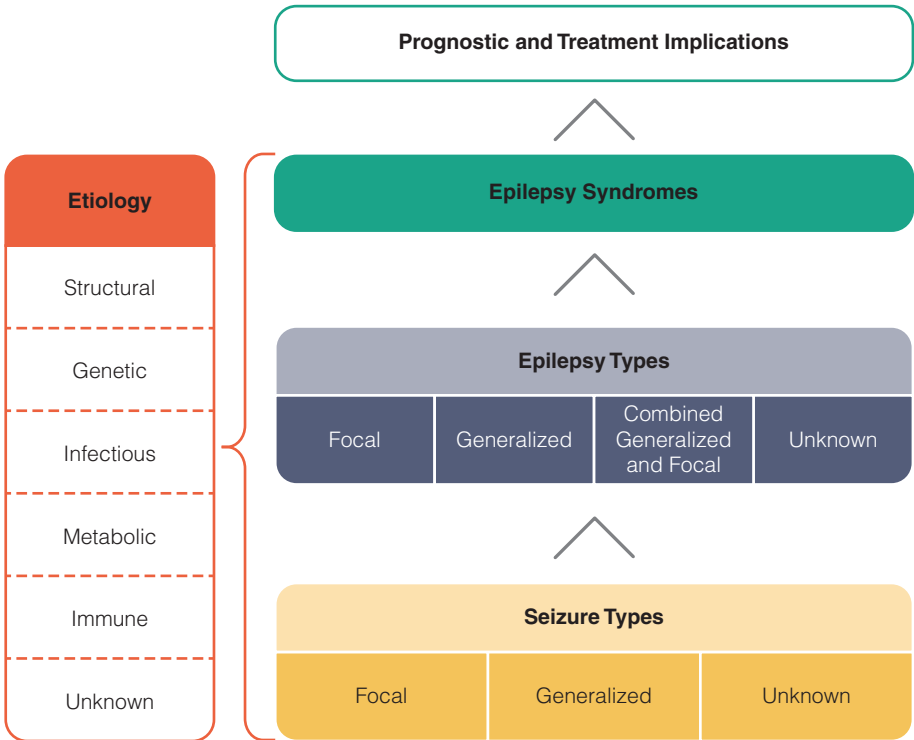 Prognostic and Treatment Implications
Etiology
Structural
Genetic
Infectious
Metabolic
Immune
Unknown
Epilepsy Syndromes
Epilepsy Types
Focal
Generalized
Combined
Generalized
and Focal
Unknown
Seizure Types
Focal
Generalized
Unknown